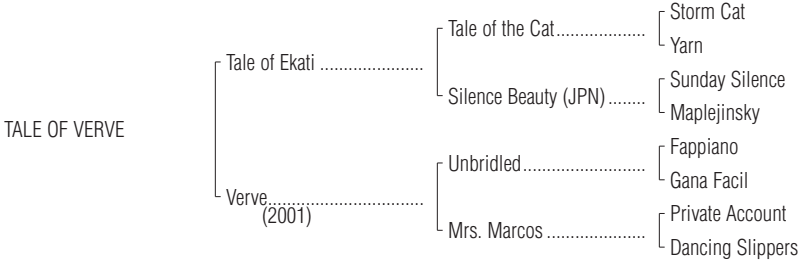 Storm Cat
Tale of the Cat...................
Yarn
Tale of Ekati ......................
Sunday Silence
Silence Beauty (JPN) ........
Maplejinsky
TALE OF VERVE
Fappiano
Unbridled..........................
Gana Facil
Verve.................................
(2001)
Private Account
Mrs. Marcos .....................
Dancing Slippers